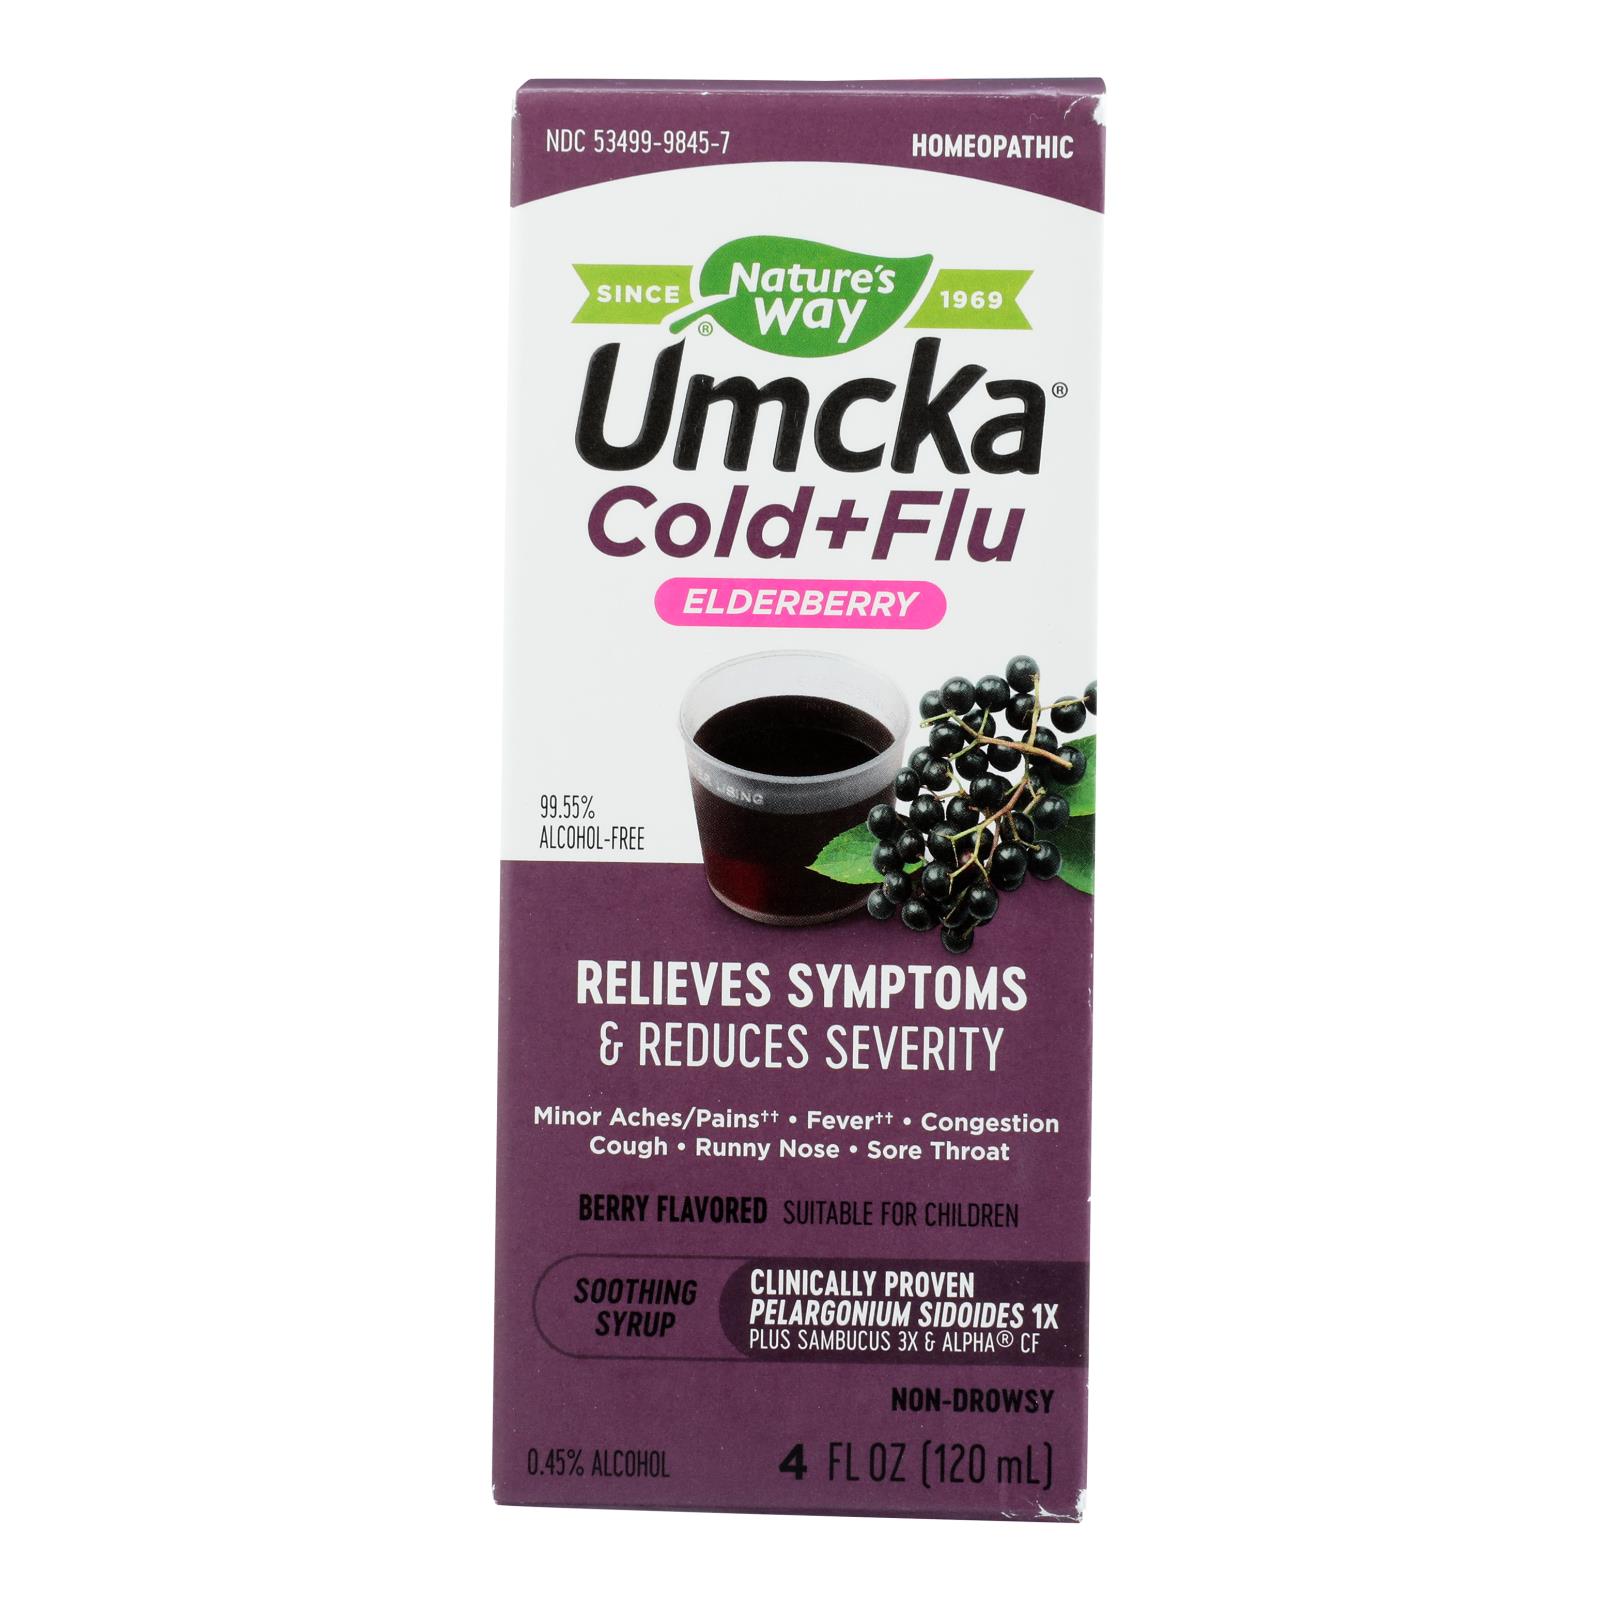 NDC 53499-9845-7
HOMEOPATHIC
SINCE
Nature's
Way®
1969
Umcka®
Cold+Flu
ELDERBERRY
USING
99.55%
ALCOHOL-FREE
RELIEVES SYMPTOMS
& REDUCES SEVERITY
Minor Aches/Pains†† • Fever†† • Congestion
Cough • Runny Nose • Sore Throat
BERRY FLAVORED SUITABLE FOR CHILDREN
SOOTHING
SYRUP
CLINICALLY PROVEN
PELARGONIUM SIDOIDES 1X
PLUS SAMBUCUS 3X & ALPHA® CF
NON-DROWSY
0.45% ALCOHOL
4 FL OZ (120 mL)